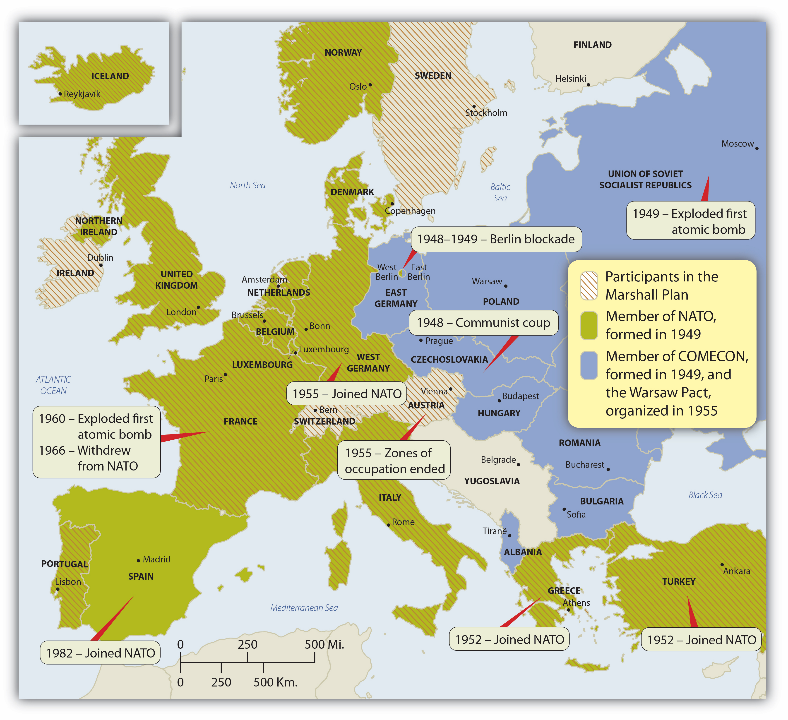 ICELAND
Reykjavik
NORWAY
Oslo
SWEDEN
Stockholm
FINLAND
Helsinki
Moscow
UNION OF SOVIET
SOCIALIST REPUBLICS
1949 – Exploded first
atomic bomb
North Sea
Baltic
Sea
DENMARK
Copenhagen
NORTHERN
IRELAND
Dublin
IRELAND
UNITED
KINGDOM
London
1948–1949 – Berlin blockade
West
Berlin
East
Berlin
EAST
GERMANY
Warsaw
POLAND
Amsterdam
NETHERLANDS
Brussels
BELGIUM
Bonn
Luxembourg
LUXEMBOURG
WEST
GERMANY
1948 – Communist coup
Prague
CZECHOSLOVAKIA
Participants in the
Marshall Plan
Member of NATO,
formed in 1949
Member of COMECON,
formed in 1949, and
the Warsaw Pact,
organized in 1955
ATLANTIC
OCEAN
Paris
1955 – Joined NATO
Vienna
AUSTRIA
Budapest
HUNGARY
Bern
SWITZERLAND
FRANCE
1960 – Exploded first
atomic bomb
1966 – Withdrew
from NATO
1955 – Zones of
occupation ended
ROMANIA
Bucharest
Belgrade
YUGOSLAVIA
BULGARIA
Sofia
Black Sea
ITALY
Rome
Tiranë
ALBANIA
PORTUGAL
Lisbon
Madrid
SPAIN
GREECE
Athens
TURKEY
Ankara
Mediterranean Sea
1982 – Joined NATO
0 250 500 Mi.
0 250 500 Km.
1952 – Joined NATO
1952 – Joined NATO